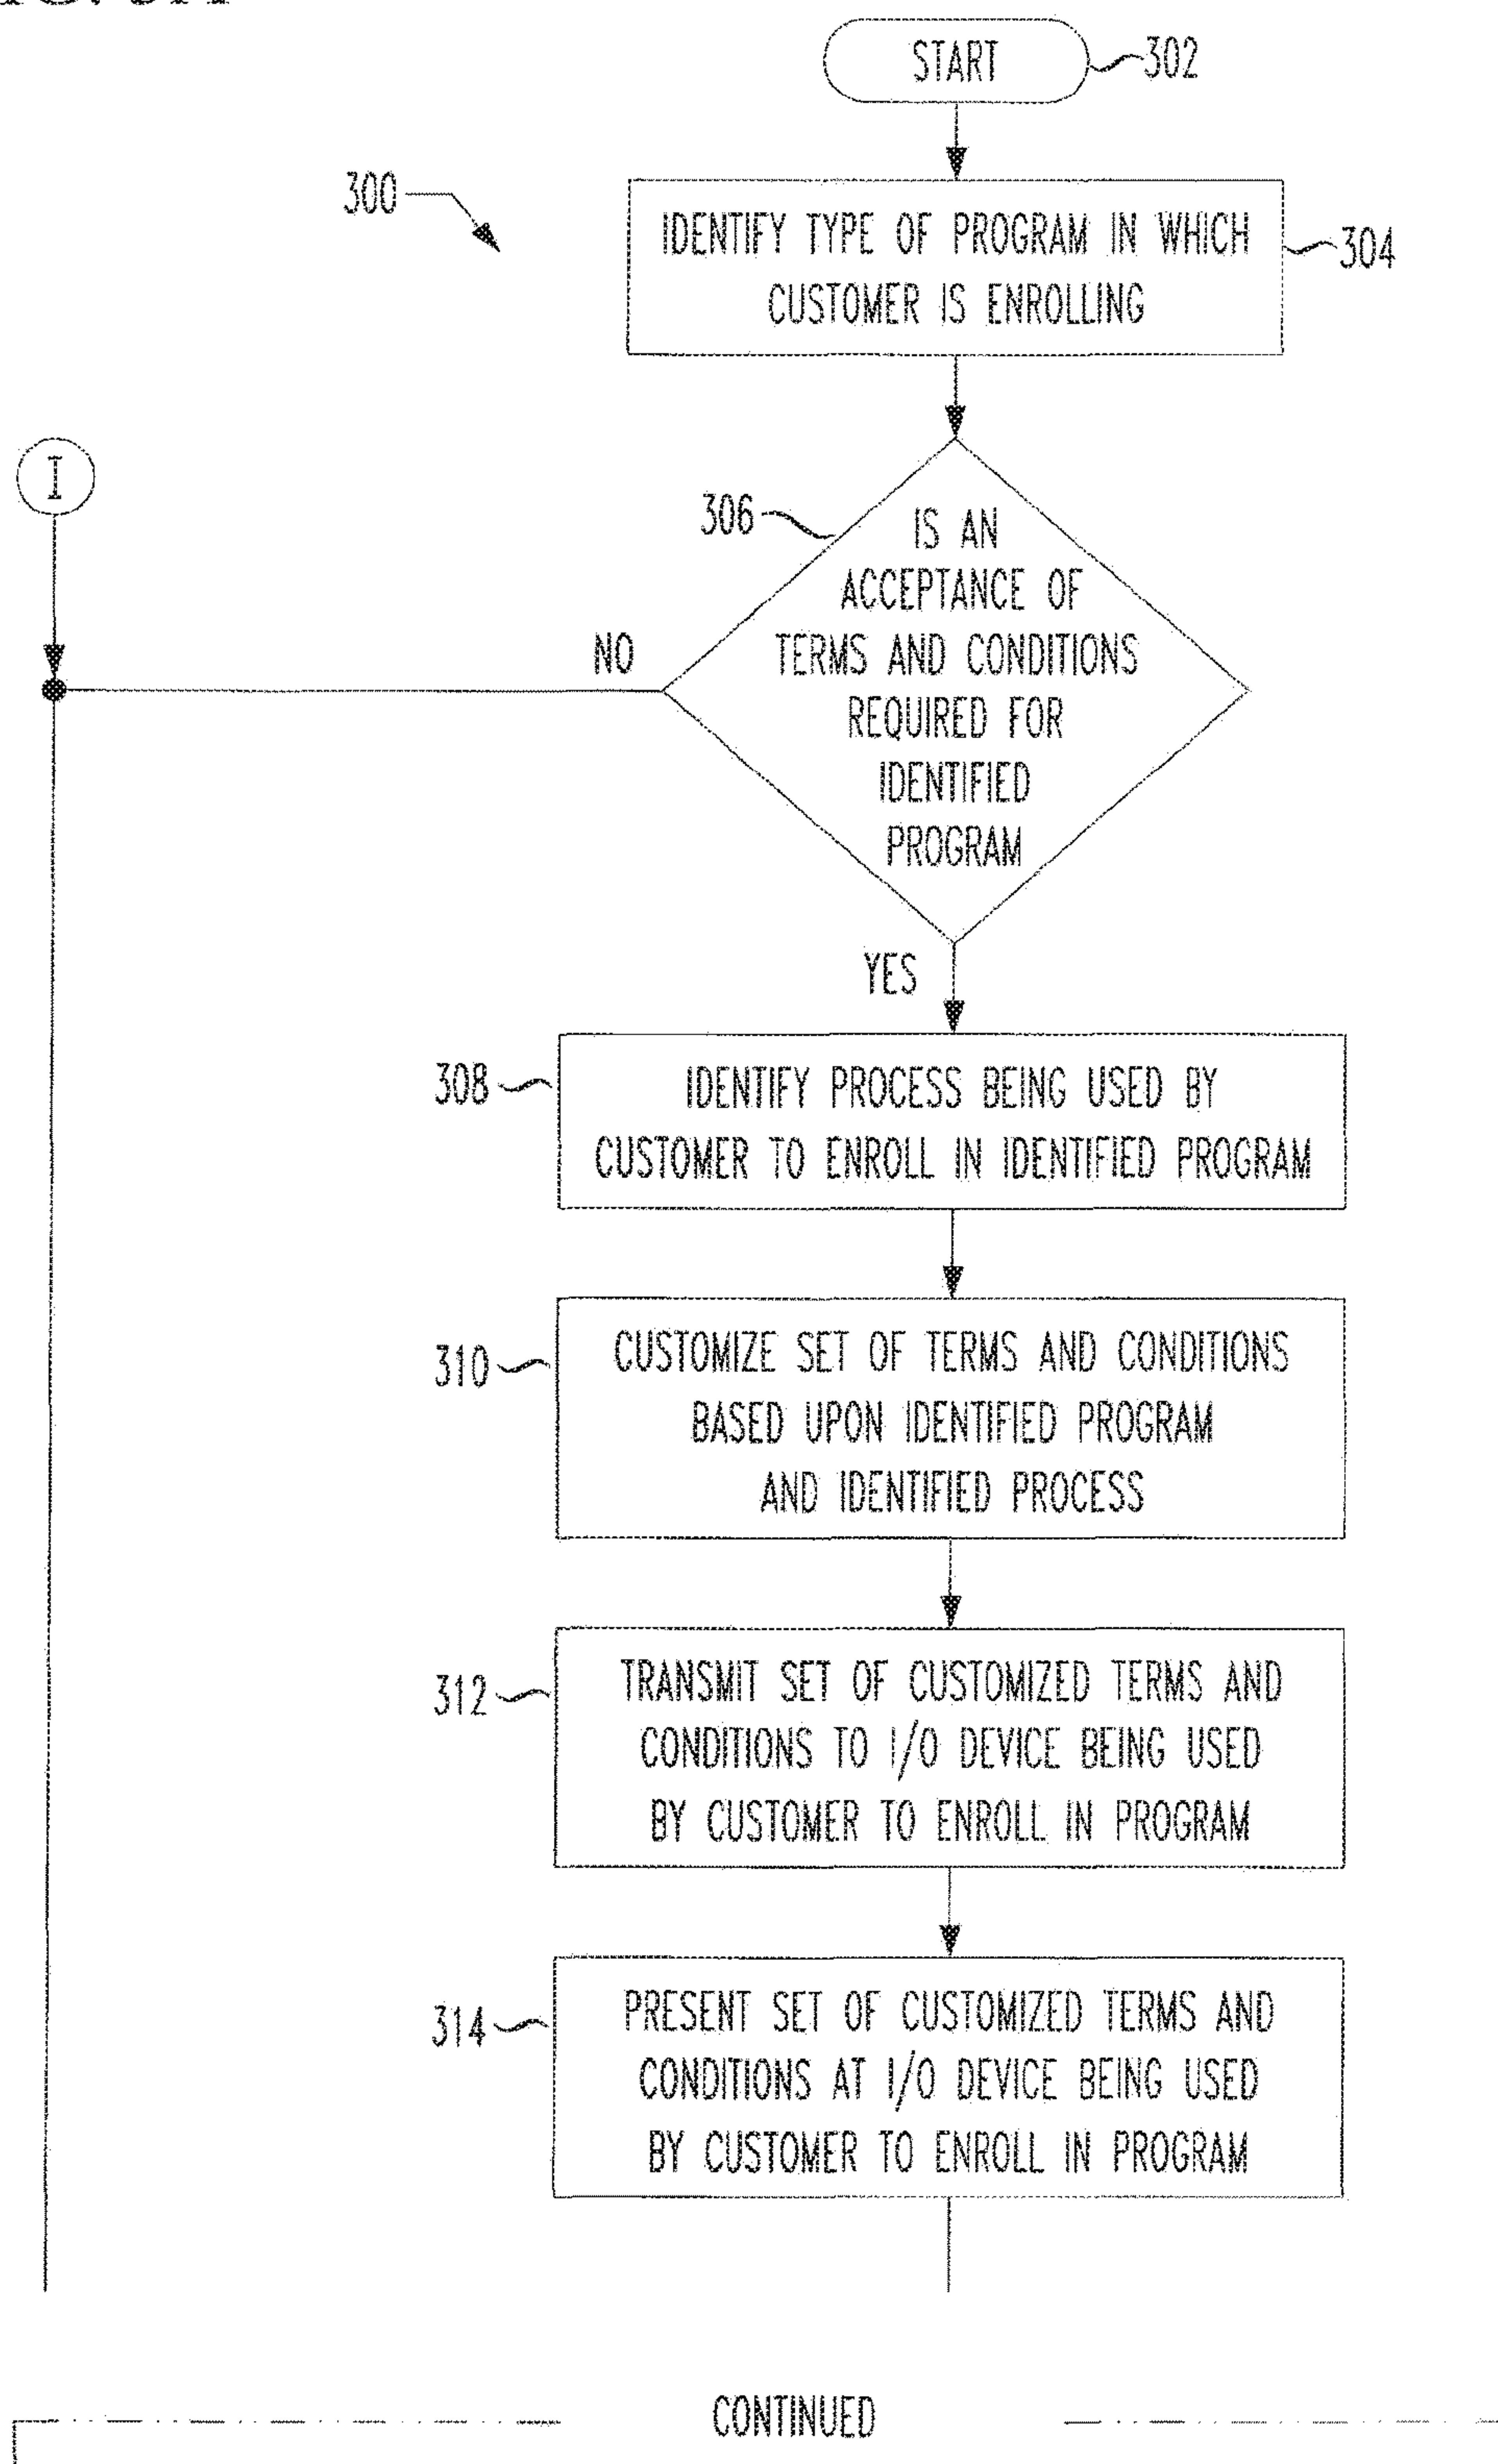 START
302
300
IDENTIFY TYPE OF PROGRAM IN WHICH
CUSTOMER IS ENROLLING
304
I
306
IS AN
ACCEPTANCE OF
TERMS AND CONDITIONS
REQUIRED FOR
IDENTIFIED
PROGRAM
NO
YES
308
IDENTIFY PROCESS BEING USED BY
CUSTOMER TO ENROLL IN IDENTIFIED PROGRAM
310
CUSTOMIZE SET OF TERMS AND CONDITIONS
BASED UPON IDENTIFIED PROGRAM
AND IDENTIFIED PROCESS
312
TRANSMIT SET OF CUSTOMIZED TERMS AND
CONDITIONS TO I/O DEVICE BEING USED
BY CUSTOMER TO ENROLL IN PROGRAM
314
PRESENT SET OF CUSTOMIZED TERMS AND
CONDITIONS AT I/O DEVICE BEING USED
BY CUSTOMER TO ENROLL IN PROGRAM
CONTINUED